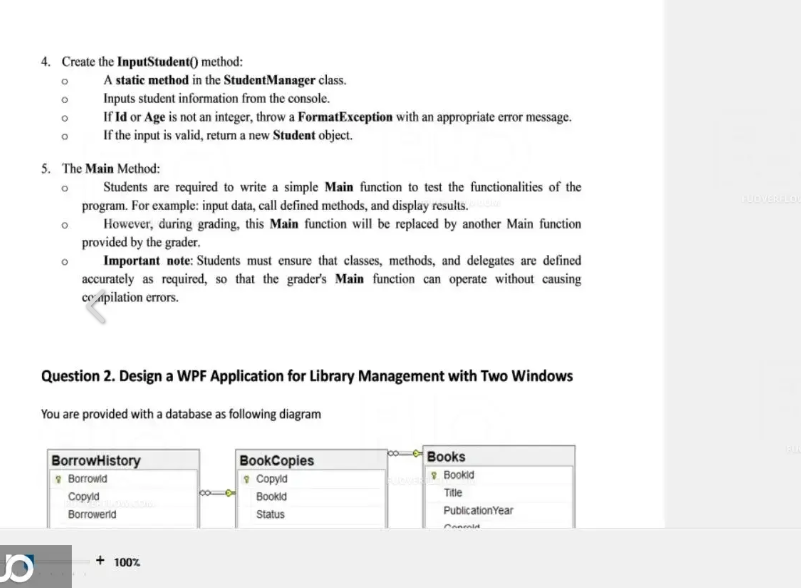 4. Create the InputStudent() method:
o A static method in the StudentManager class.
o Inputs student information from the console.
o If Id or Age is not an integer, throw a FormatException with an appropriate error message.
o If the input is valid, return a new Student object.
5. The Main Method:
o Students are required to write a simple Main function to test the functionalities of the
program. For example: input data, call defined methods, and display results.
o However, during grading, this Main function will be replaced by another Main function
provided by the grader.
o Important note: Students must ensure that classes, methods, and delegates are defined
accurately as required, so that the grader's Main function can operate without causing
compilation errors.
Question 2. Design a WPF Application for Library Management with Two Windows
You are provided with a database as following diagram
BorrowHistory
BorrowId
CopyId
BorrowerId
BookCopies
CopyId
BookId
Status
Books
BookId
Title
PublicationYear
+ 100%